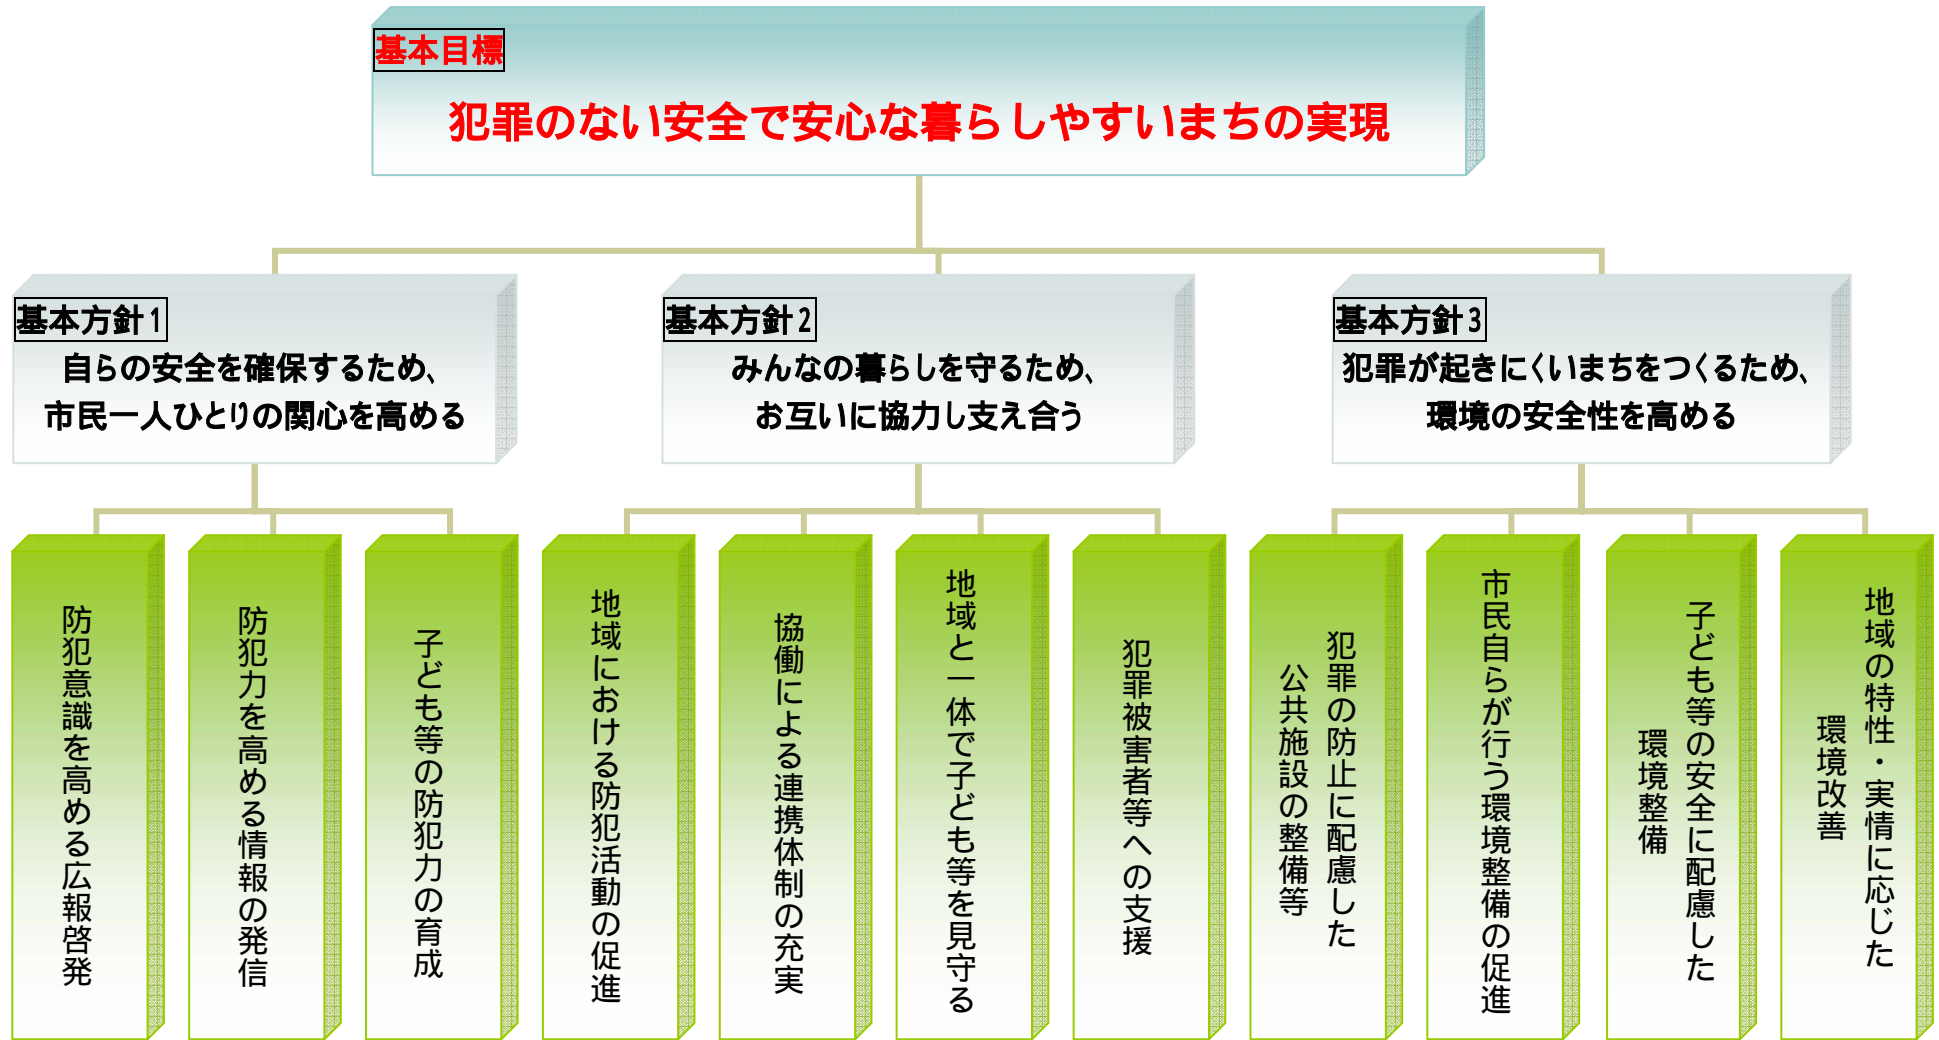 基本目標
犯罪のない安全で安心な暮らしやすいまちの実現
基本方針1
自らの安全を確保するため、
市民一人ひとりの関心を高める
基本方針2
みんなの暮らしを守るため、
お互いに協力し支え合う
基本方針3
犯罪が起きにくいまちをつくるため、
環境の安全性を高める
防犯意識を高める広報啓発
防犯力を高める情報の発信
子ども等の防犯力の育成
地域における防犯活動の促進
協働による連携体制の充実
地域と一体で子ども等を見守る
犯罪被害者等への支援
犯罪の防止に配慮した
公共施設の整備等
市民自らが行う環境整備の促進
子ども等の安全に配慮した
環境整備
地域の特性・実情に応じた
環境改善